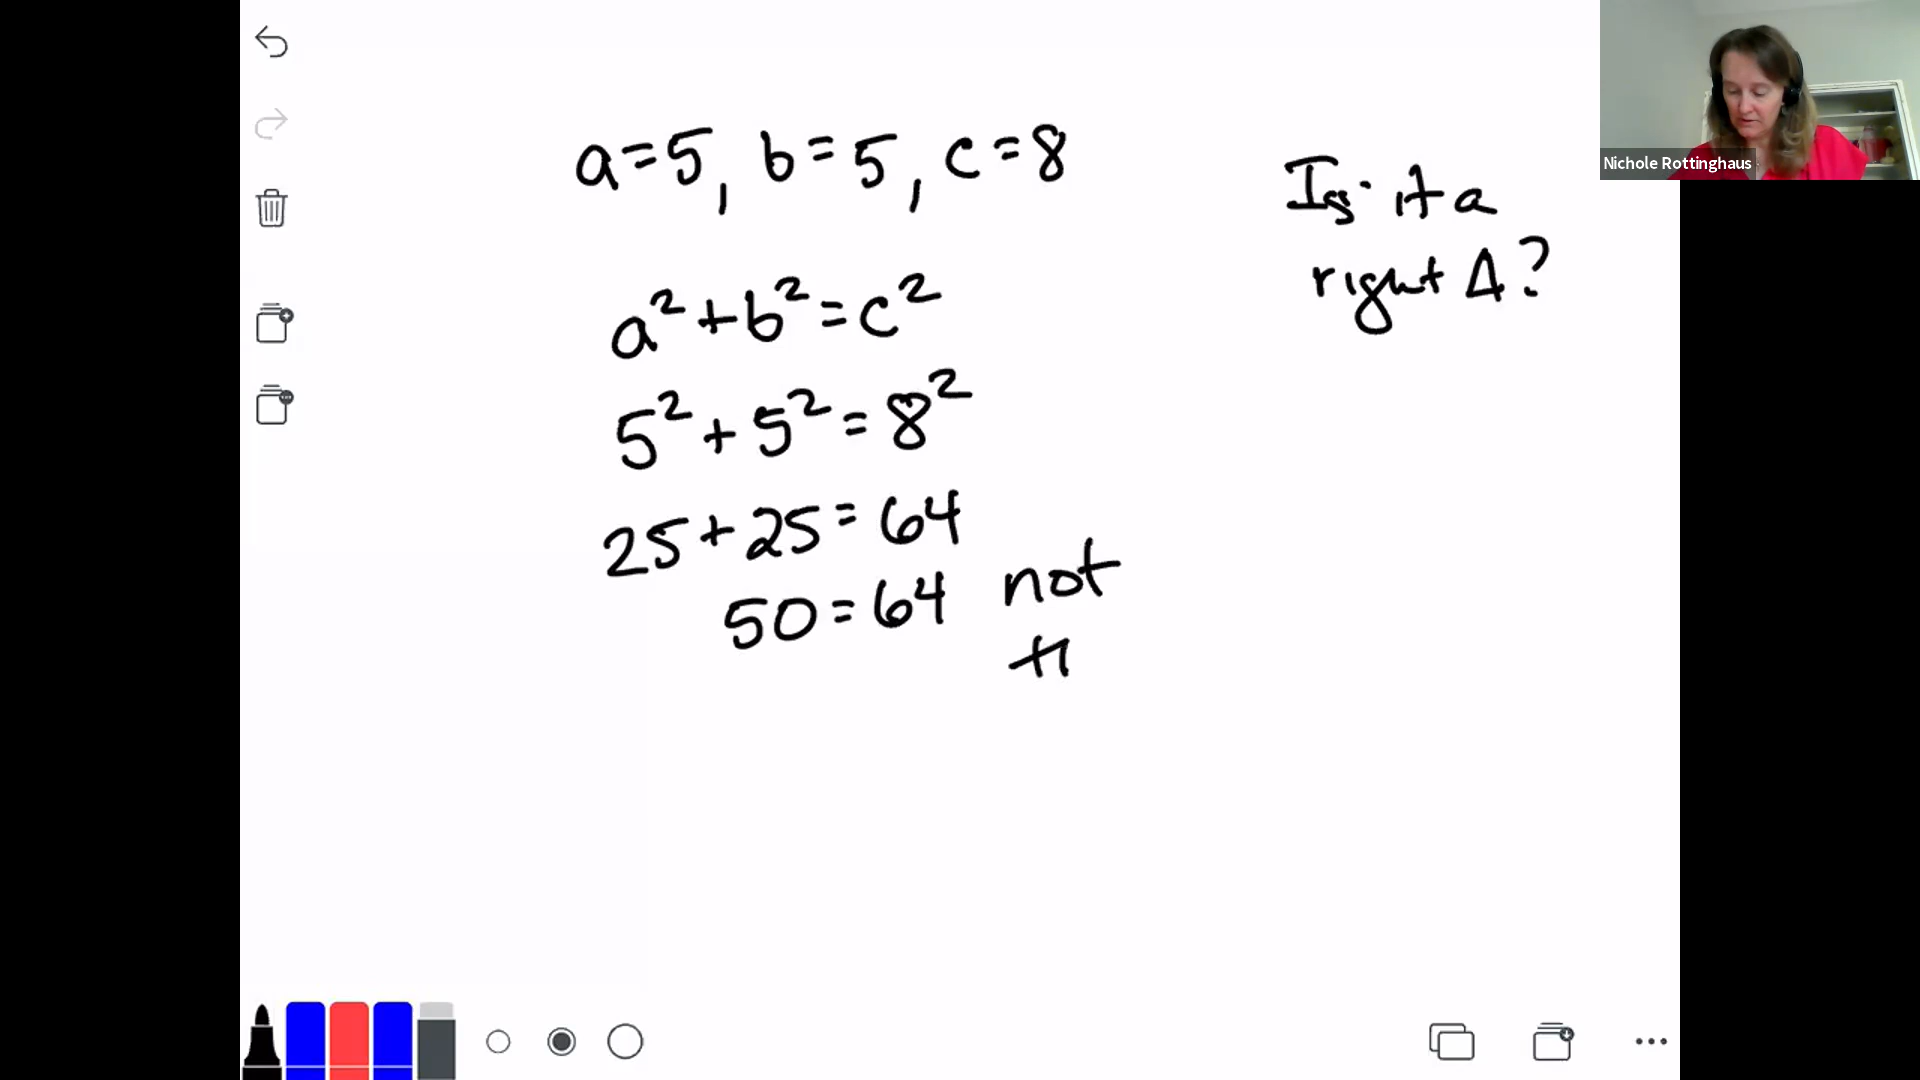 a=5, b=5, c=8
Is it a
right Δ?
a²+b²=c²
5²+5²=8²
25+25=64
50=64 not
Nichole Rottinghaus